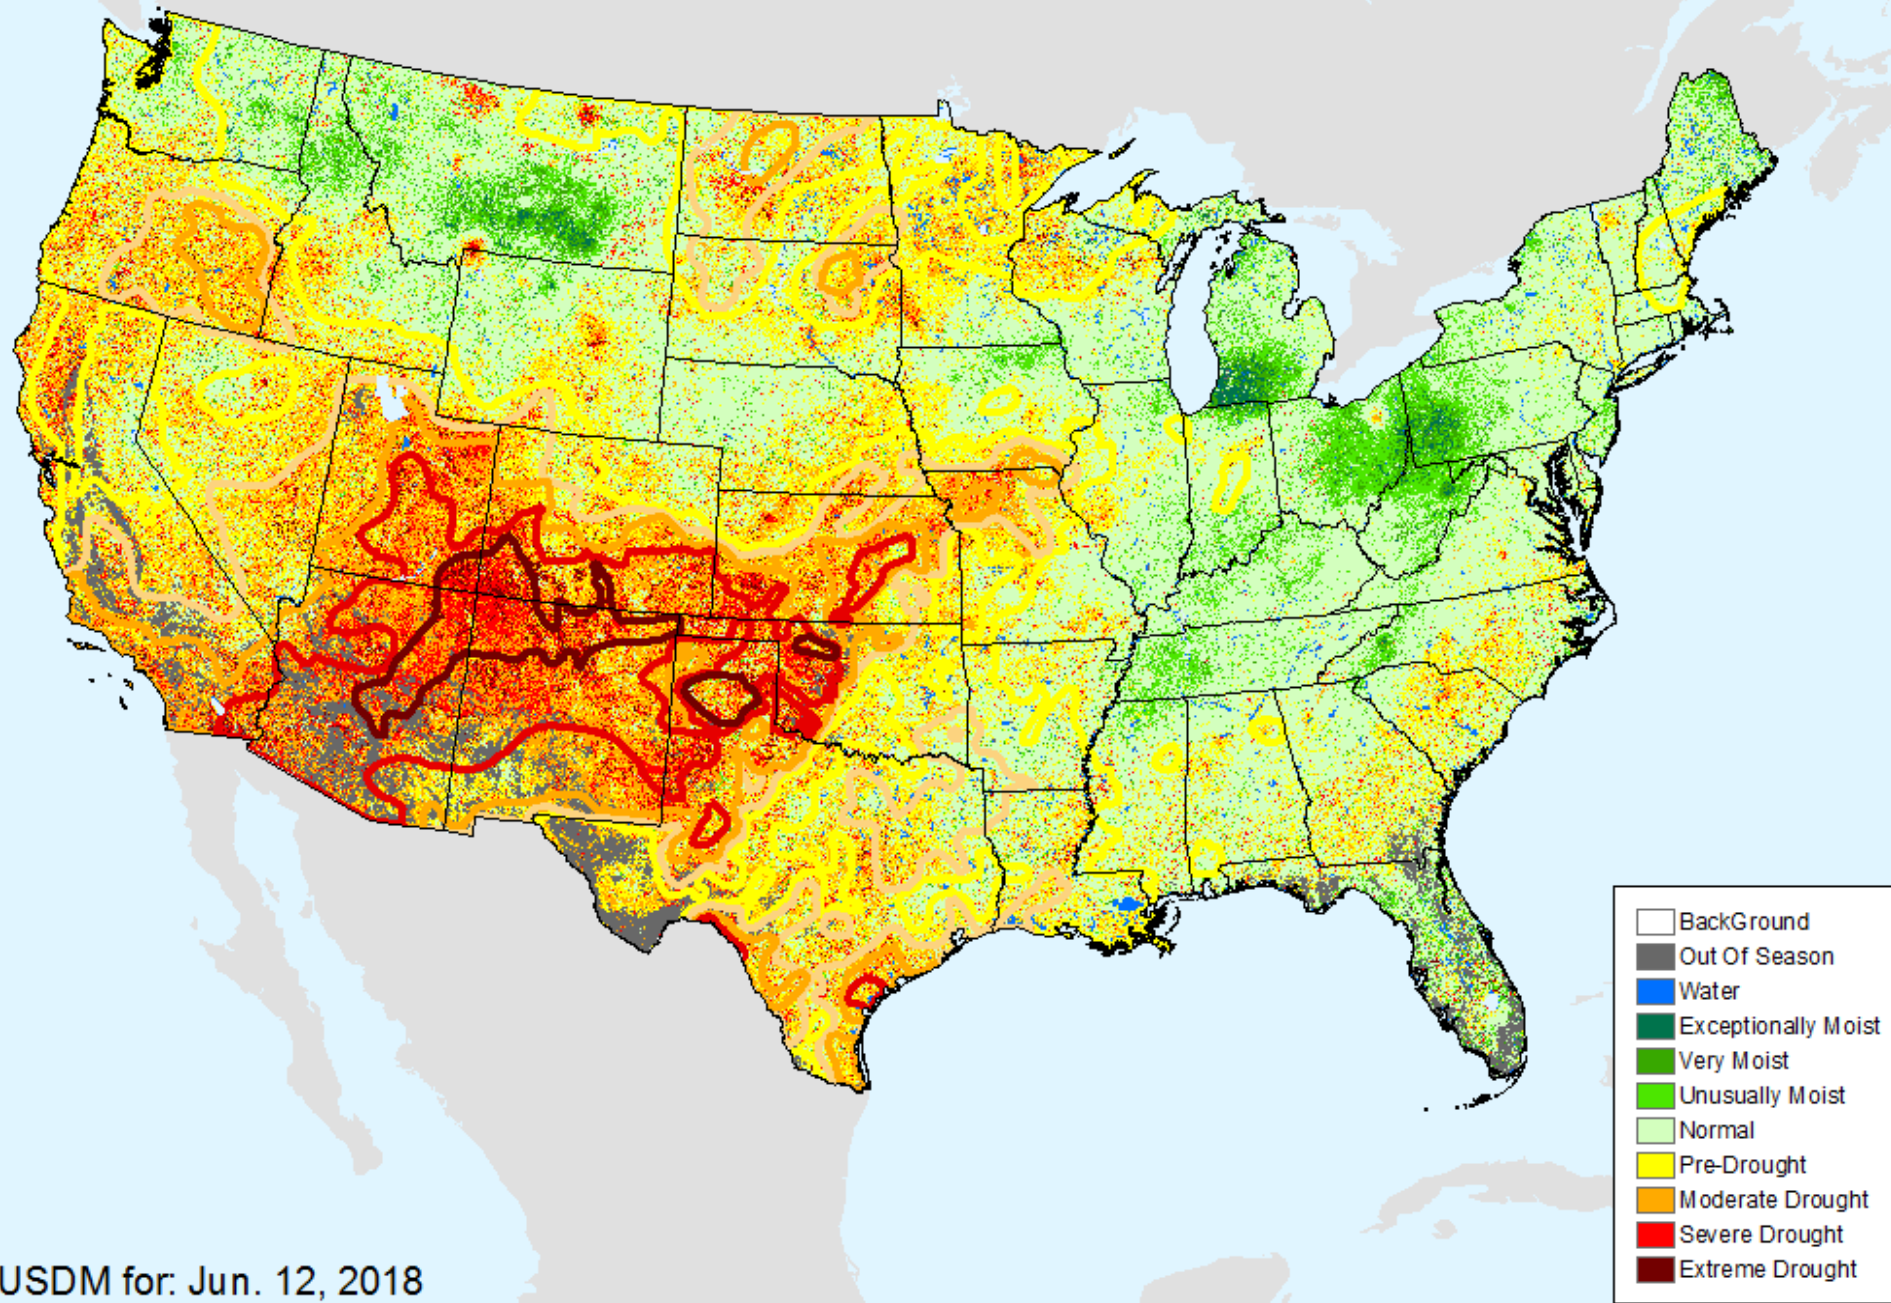 BackGround
Out Of Season
Water
Exceptionally Moist
Very Moist
Unusually Moist
Normal
Pre-Drought
Moderate Drought
Severe Drought
Extreme Drought
USDM for: Jun. 12, 2018